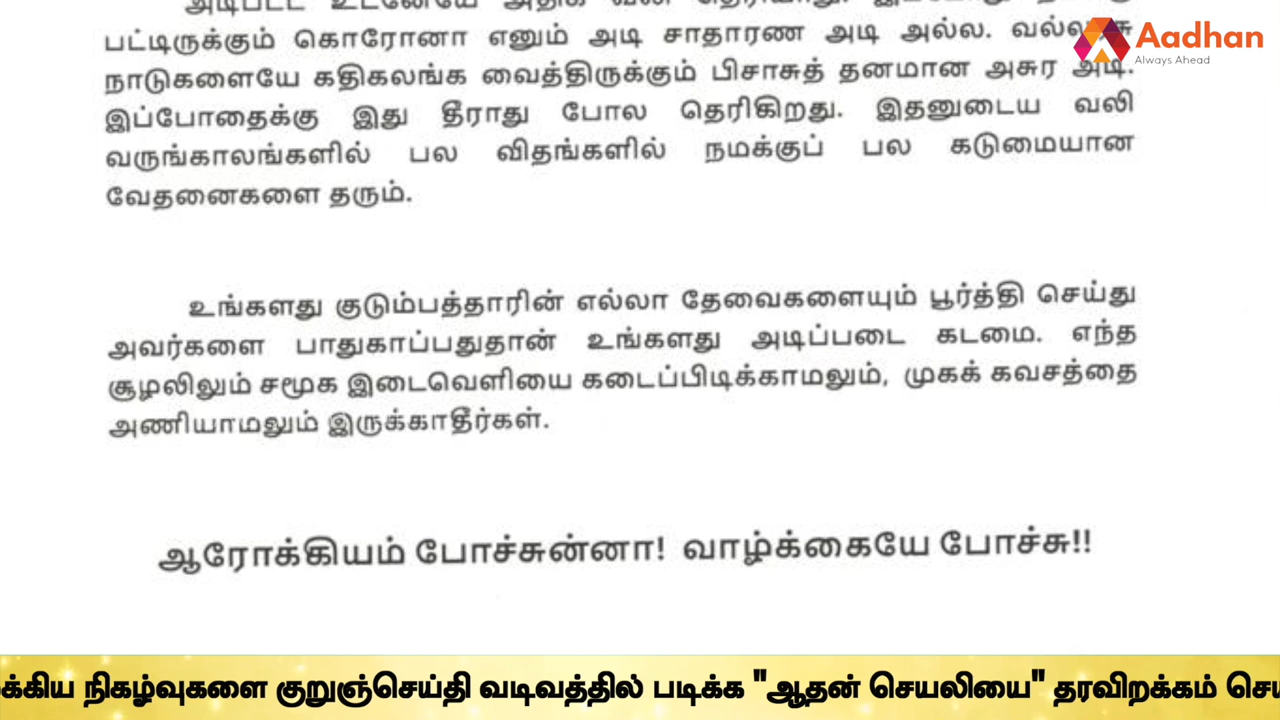 பட்டிருக்கும் கொரோனா எனும் அடி சாதாரண அடி அல்ல.
நாடுகளையே கதிகலங்க வைத்திருக்கும் பிசாசுத் தனமான அசுர அடி.
இப்போதைக்கு இது தீராது போல தெரிகிறது. இதனுடைய வலி
வருங்காலங்களில் பல விதங்களில் நமக்குப் பல கடுமையான
வேதனைகளை தரும்.
உங்களது குடும்பத்தாரின் எல்லா தேவைகளையும் பூர்த்தி செய்து
அவர்களை பாதுகாப்பதுதான் உங்களது அடிப்படை கடமை. எந்த
சூழலிலும் சமூக இடைவெளியை கடைப்பிடிக்காமலும், முகக் கவசத்தை
அணியாமலும் இருக்காதீர்கள்.
ஆரோக்கியம் போச்சுன்னா! வாழ்க்கையே போச்சு!!
Aadhan
Always Ahead
நிகழ்வுகளை குறுஞ்செய்தி வடிவத்தில் படிக்க "ஆதன் செயலியை" தரவிறக்கம்